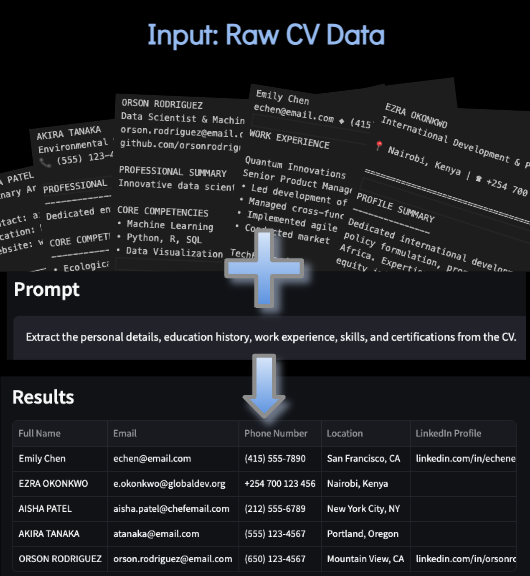 Input: Raw CV Data
A PATEL
nary Ar
ntact: a
cation:
ebsite: w
AKIRA TANAKA
Environmental
(555) 123-4
PROFESSIONAL
Dedicated en
CORE COMPETI
• Ecologica
ORSON RODRIGUEZ
Data Scientist & Machin
orson.rodriguez@email.c
github.com/orsonrodrig
PROFESSIONAL SUMMARY
Innovative data scient
CORE COMPETENCIES
• Machine Learning
• Python, R, SQL
• Data Visualization Tech
Emily Chen
echen@email.com ◆ (415
WORK EXPERIENCE
Quantum Innovations
Senior Product Manag
• Led development of
• Managed cross-func
• Implemented agile
• Conducted market
EZRA OKONKWO
International Development & P
Nairobi, Kenya | ☎ +254 700
PROFILE SUMMARY
Dedicated international develop
policy formulation, pro
Africa. Experti
equity i
Prompt
Extract the personal details, education history, work experience, skills, and certifications from the CV.
Results
Full Name Email Phone Number Location LinkedIn Profile
Emily Chen echen@email.com (415) 555-7890 San Francisco, CA linkedin.com/in/echene
EZRA OKONKWO e.okonkwo@globaldev.org +254 700 123 456 Nairobi, Kenya
AISHA PATEL aisha.patel@chefemail.com (212) 555-6789 New York City, NY
AKIRA TANAKA atanaka@email.com (555) 123-4567 Portland, Oregon
ORSON RODRIGUEZ orson.rodriguez@email.com (650) 123-4567 Mountain View, CA linkedin.com/in/orsonro